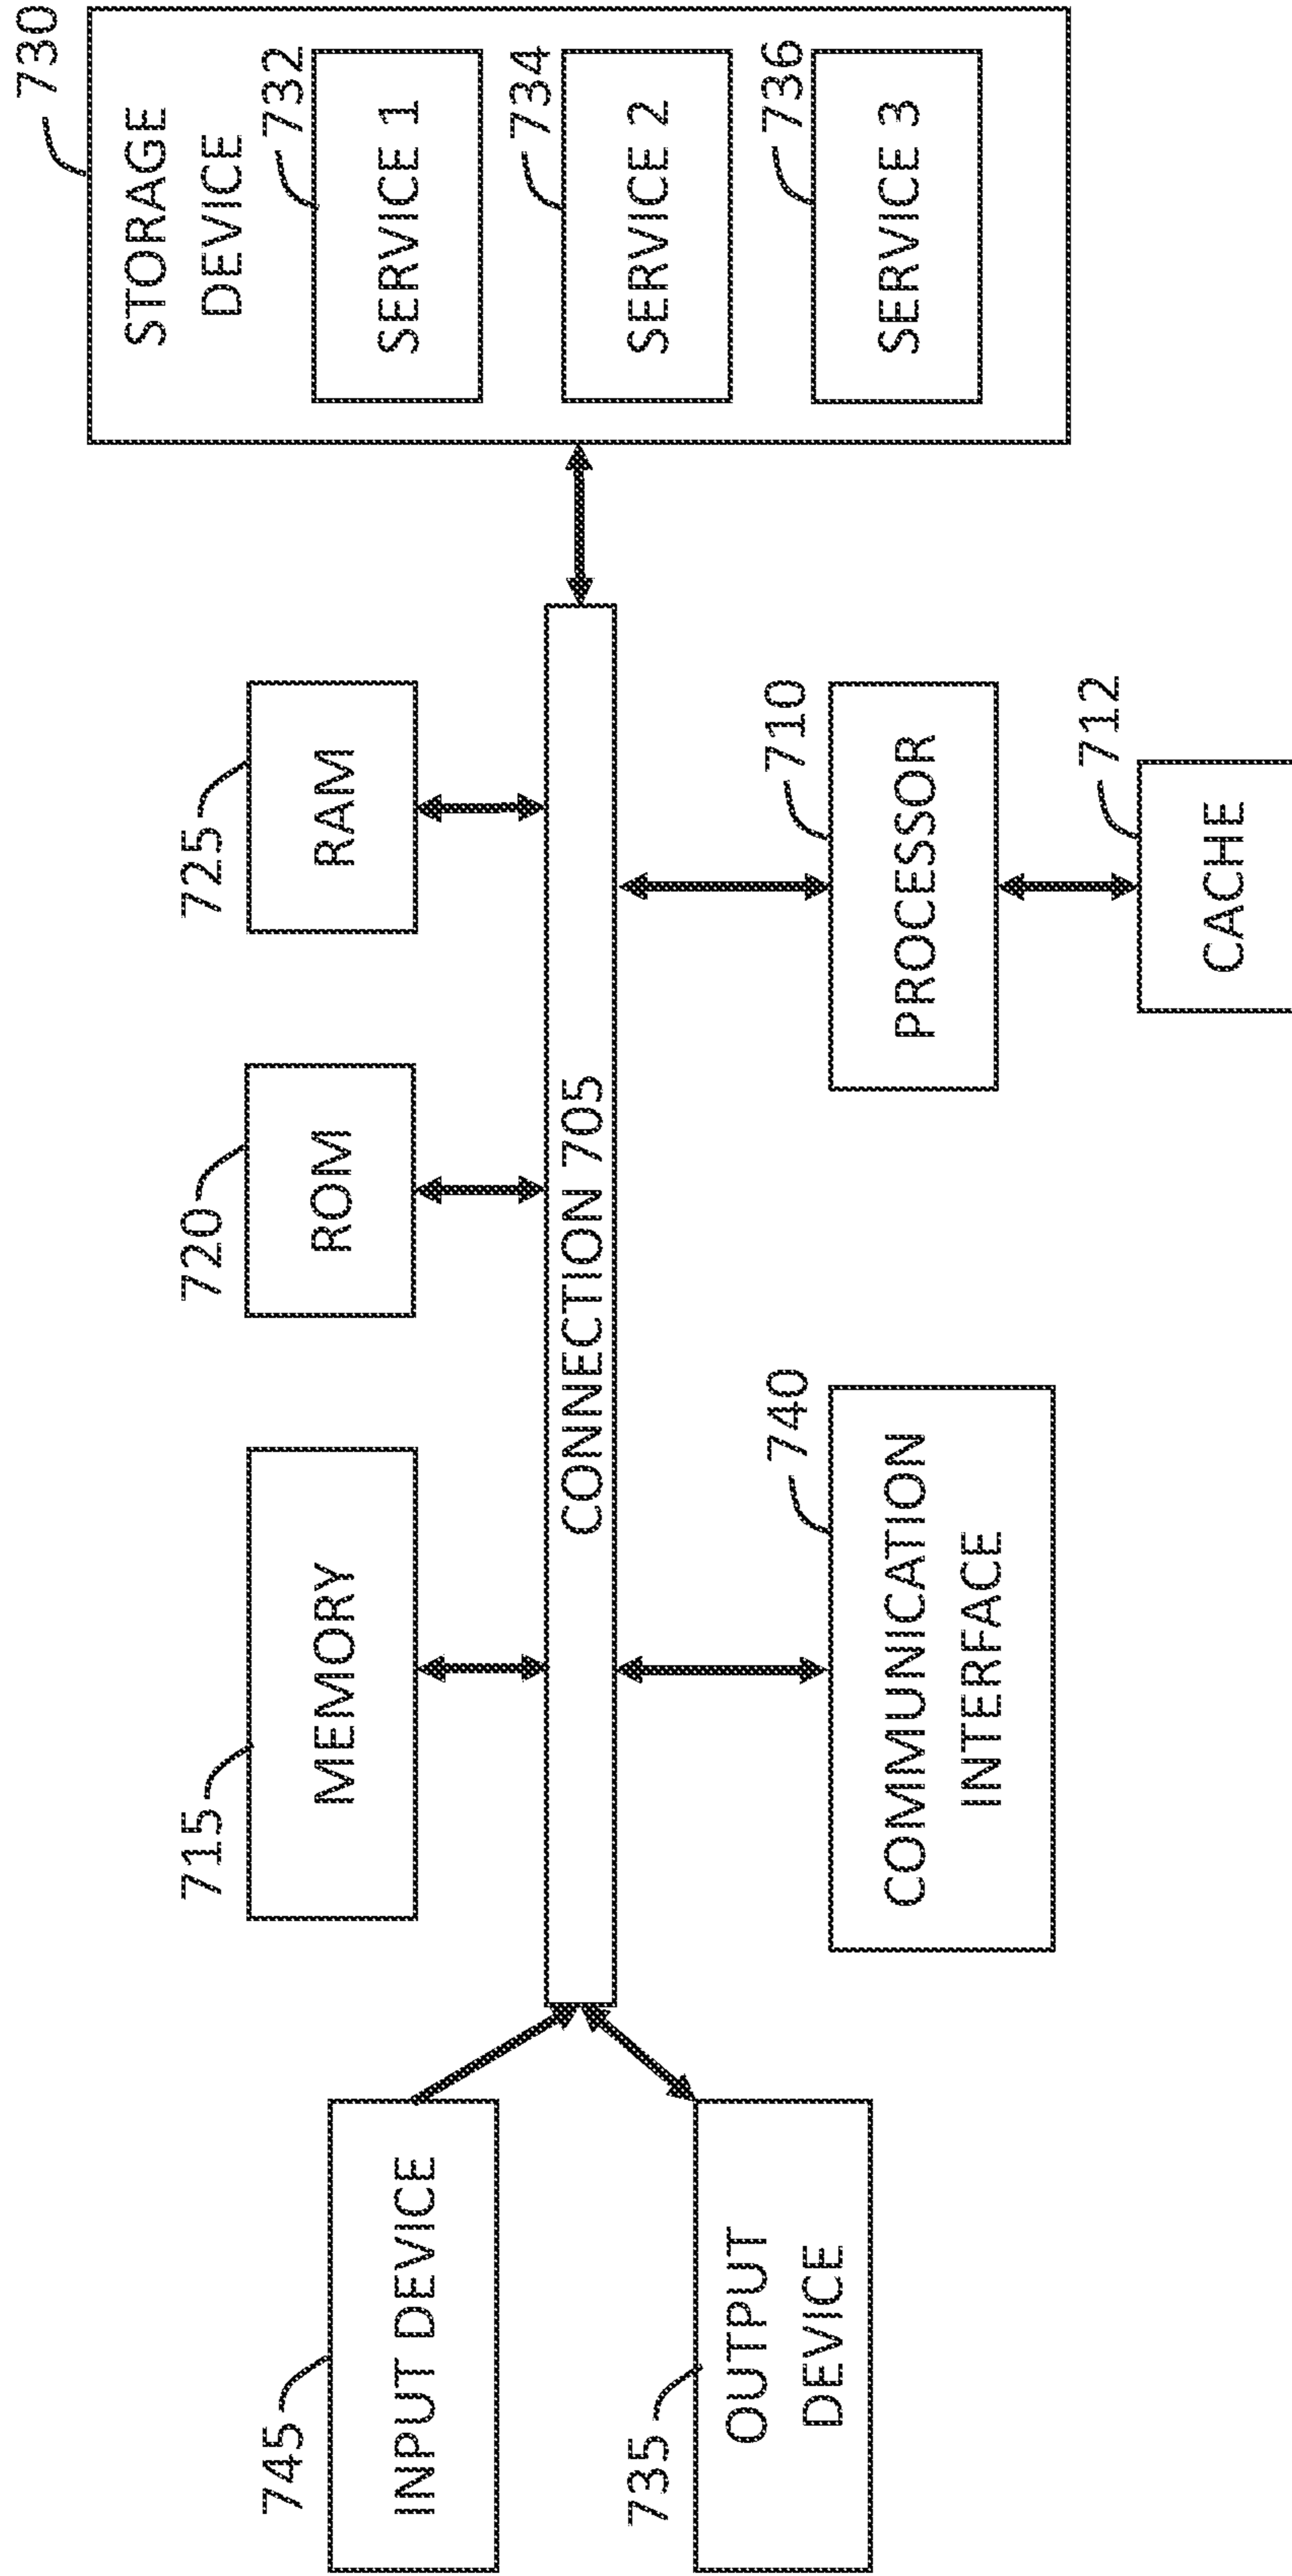 745
INPUT DEVICE
735
OUTPUT
DEVICE
715
MEMORY
720
ROM
725
RAM
CONNECTION 705
740
COMMUNICATION
INTERFACE
710
PROCESSOR
712
CACHE
730
STORAGE
DEVICE
732
SERVICE 1
734
SERVICE 2
736
SERVICE 3